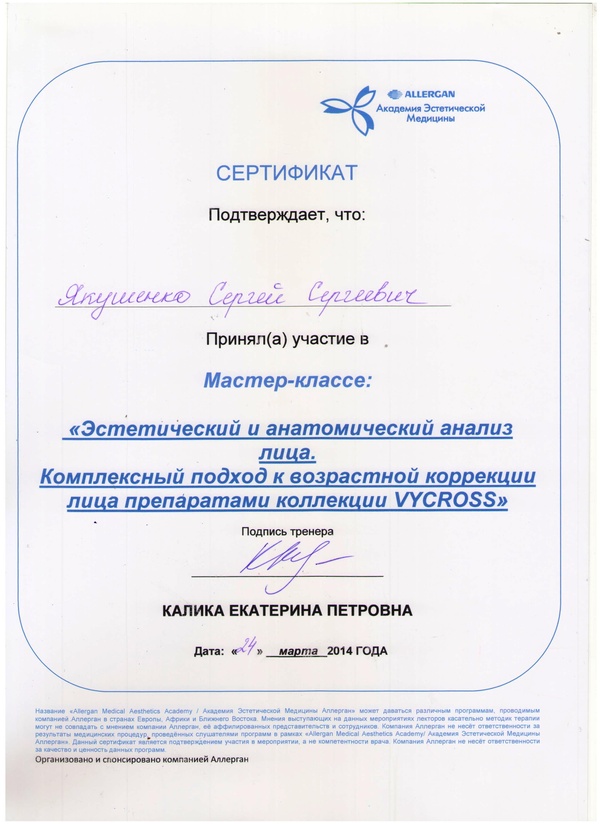 ALLERGAN
Академия Эстетической
Медицины
СЕРТИФИКАТ
Подтверждает, что:
Якушенко Сергей Сергеевич
Принял(а) участие в
Мастер-классе:
«Эстетический и анатомический анализ
лица.
Комплексный подход к возрастной коррекции
лица препаратами коллекции VYCROSS»
Подпись тренера
КАЛИКА ЕКАТЕРИНА ПЕТРОВНА
Дата: «24» марта 2014 ГОДА
Название «Allergan Medical Aesthetics Academy / Академия Эстетической Медицины Аллерган» может даваться различным программам, проводимым
компанией Аллерган в странах Европы, Африки и Ближнего Востока. Мнения выступающих на данных мероприятиях лекторов касательно методик терапии
могут не совпадать с мнением компании Аллерган, её аффилированных представительств и сотрудников. Компания Аллерган не несёт ответственности за
результаты медицинских процедур, проведённых слушателями программ в рамках «Allergan Medical Aesthetics Academy/ Академия Эстетической Медицины
Аллерган». Данный сертификат является подтверждением участия в мероприятии, а не компетентности врача. Компания Аллерган не несёт ответственности
за качество и ценность данных программ.
Организовано и спонсировано компанией Аллерган